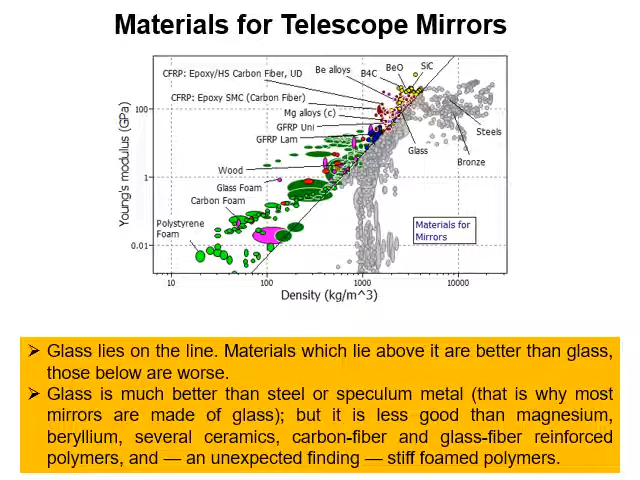 Materials for Telescope Mirrors
CFRP: Epoxy/HS Carbon Fiber, UD
Be alloys
B4C
BeO
SiC
CFRP: Epoxy SMC (Carbon Fiber)
Mg alloys (c)
GFRP Uni
GFRP Lam
Steels
Glass
Bronze
Wood
Glass Foam
Carbon Foam
Polystyrene
Foam
Materials for
Mirrors
Young's modulus (GPa)
100
1
0.01
10
100
1000
10000
Density (kg/m^3)
➢ Glass lies on the line. Materials which lie above it are better than glass,
those below are worse.
➢ Glass is much better than steel or speculum metal (that is why most
mirrors are made of glass); but it is less good than magnesium,
beryllium, several ceramics, carbon-fiber and glass-fiber reinforced
polymers, and — an unexpected finding — stiff foamed polymers.